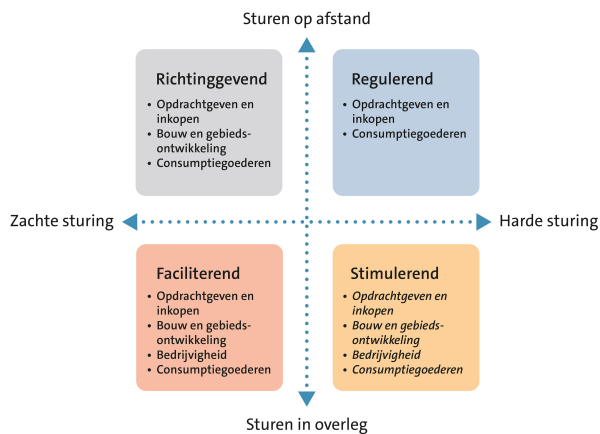 Sturen op afstand
Richtinggevend
• Opdrachtgeven en
inkopen
• Bouw en gebieds-
ontwikkeling
• Consumptiegoederen
Regulerend
• Opdrachtgeven en
inkopen
• Consumptiegoederen
Zachte sturing
Harde sturing
Faciliterend
• Opdrachtgeven en
inkopen
• Bouw en gebieds-
ontwikkeling
• Bedrijvigheid
• Consumptiegoederen
Stimulerend
• Opdrachtgeven en
inkopen
• Bouw en gebieds-
ontwikkeling
• Bedrijvigheid
• Consumptiegoederen
Sturen in overleg